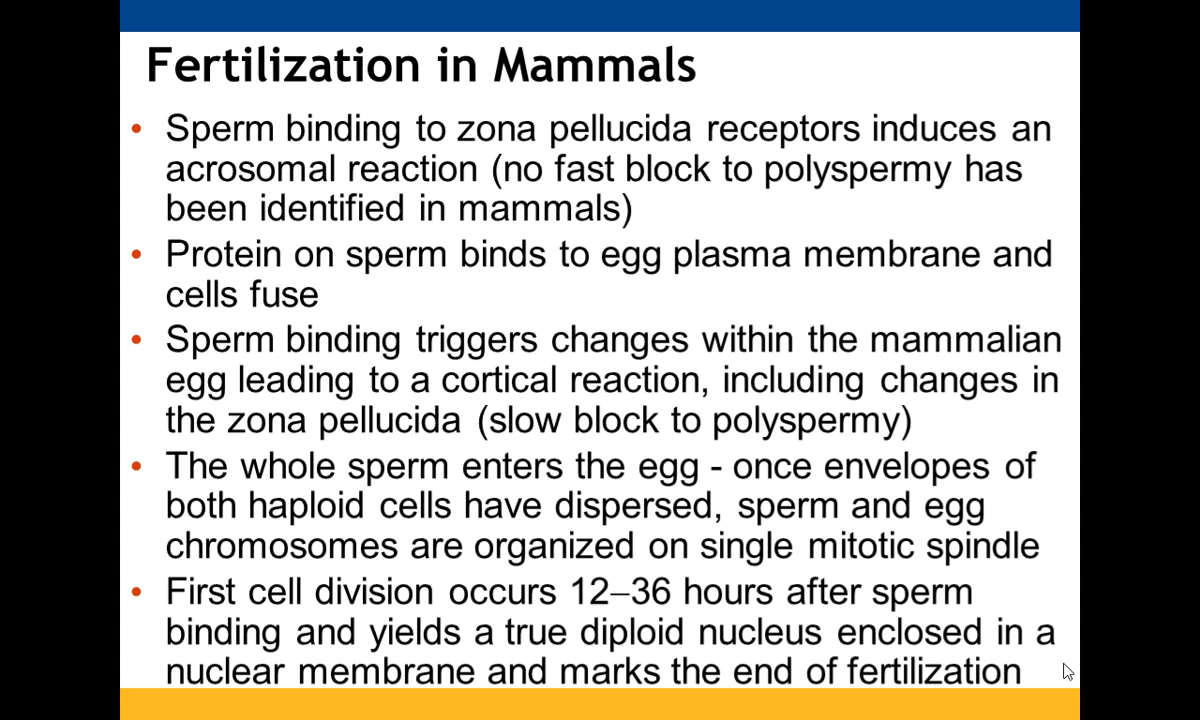 Fertilization in Mammals
• Sperm binding to zona pellucida receptors induces an
acrosomal reaction (no fast block to polyspermy has
been identified in mammals)
• Protein on sperm binds to egg plasma membrane and
cells fuse
• Sperm binding triggers changes within the mammalian
egg leading to a cortical reaction, including changes in
the zona pellucida (slow block to polyspermy)
• The whole sperm enters the egg - once envelopes of
both haploid cells have dispersed, sperm and egg
chromosomes are organized on single mitotic spindle
• First cell division occurs 12–36 hours after sperm
binding and yields a true diploid nucleus enclosed in a
nuclear membrane and marks the end of fertilization